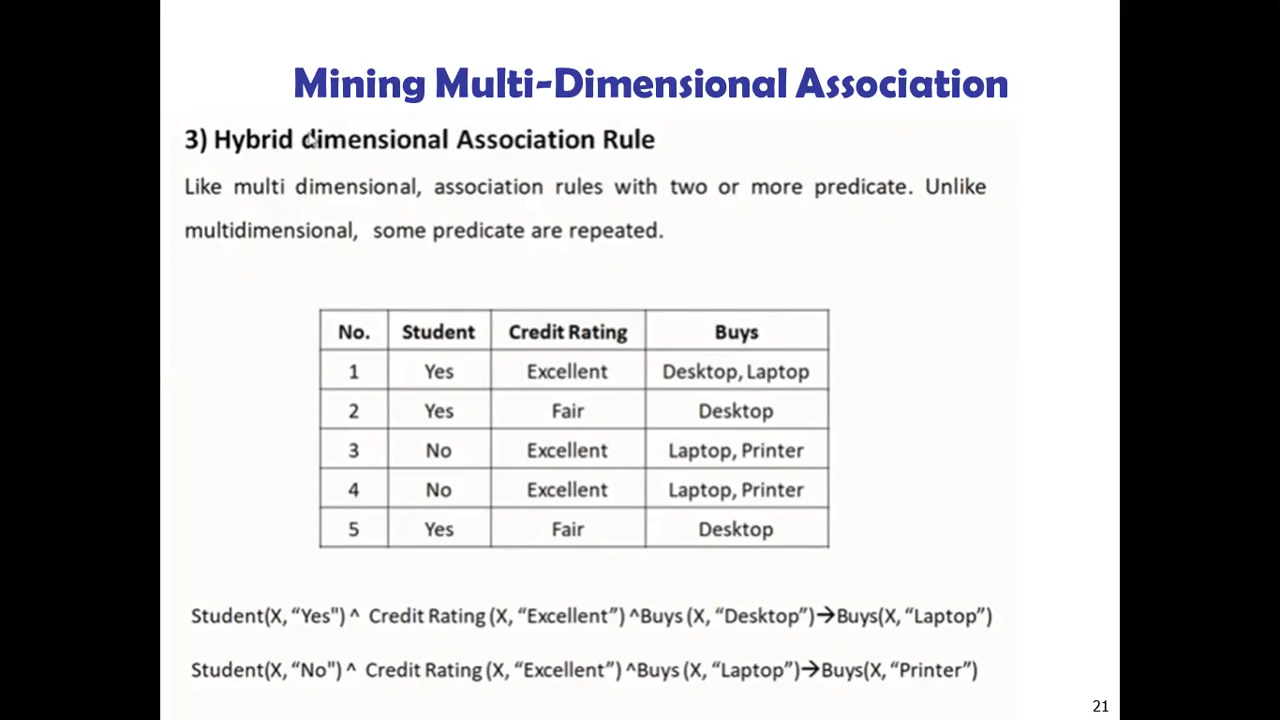 Mining Multi-Dimensional Association
3) Hybrid dimensional Association Rule
Like multi dimensional, association rules with two or more predicate. Unlike
multidimensional, some predicate are repeated.
No. Student Credit Rating Buys
1 Yes Excellent Desktop, Laptop
2 Yes Fair Desktop
3 No Excellent Laptop, Printer
4 No Excellent Laptop, Printer
5 Yes Fair Desktop
Student(X, “Yes") ^ Credit Rating (X, “Excellent”) ^Buys (X, “Desktop”)→Buys(X, “Laptop”)
Student(X, “No") ^ Credit Rating (X, “Excellent”) ^Buys (X, “Laptop”)→Buys(X, “Printer”)
21